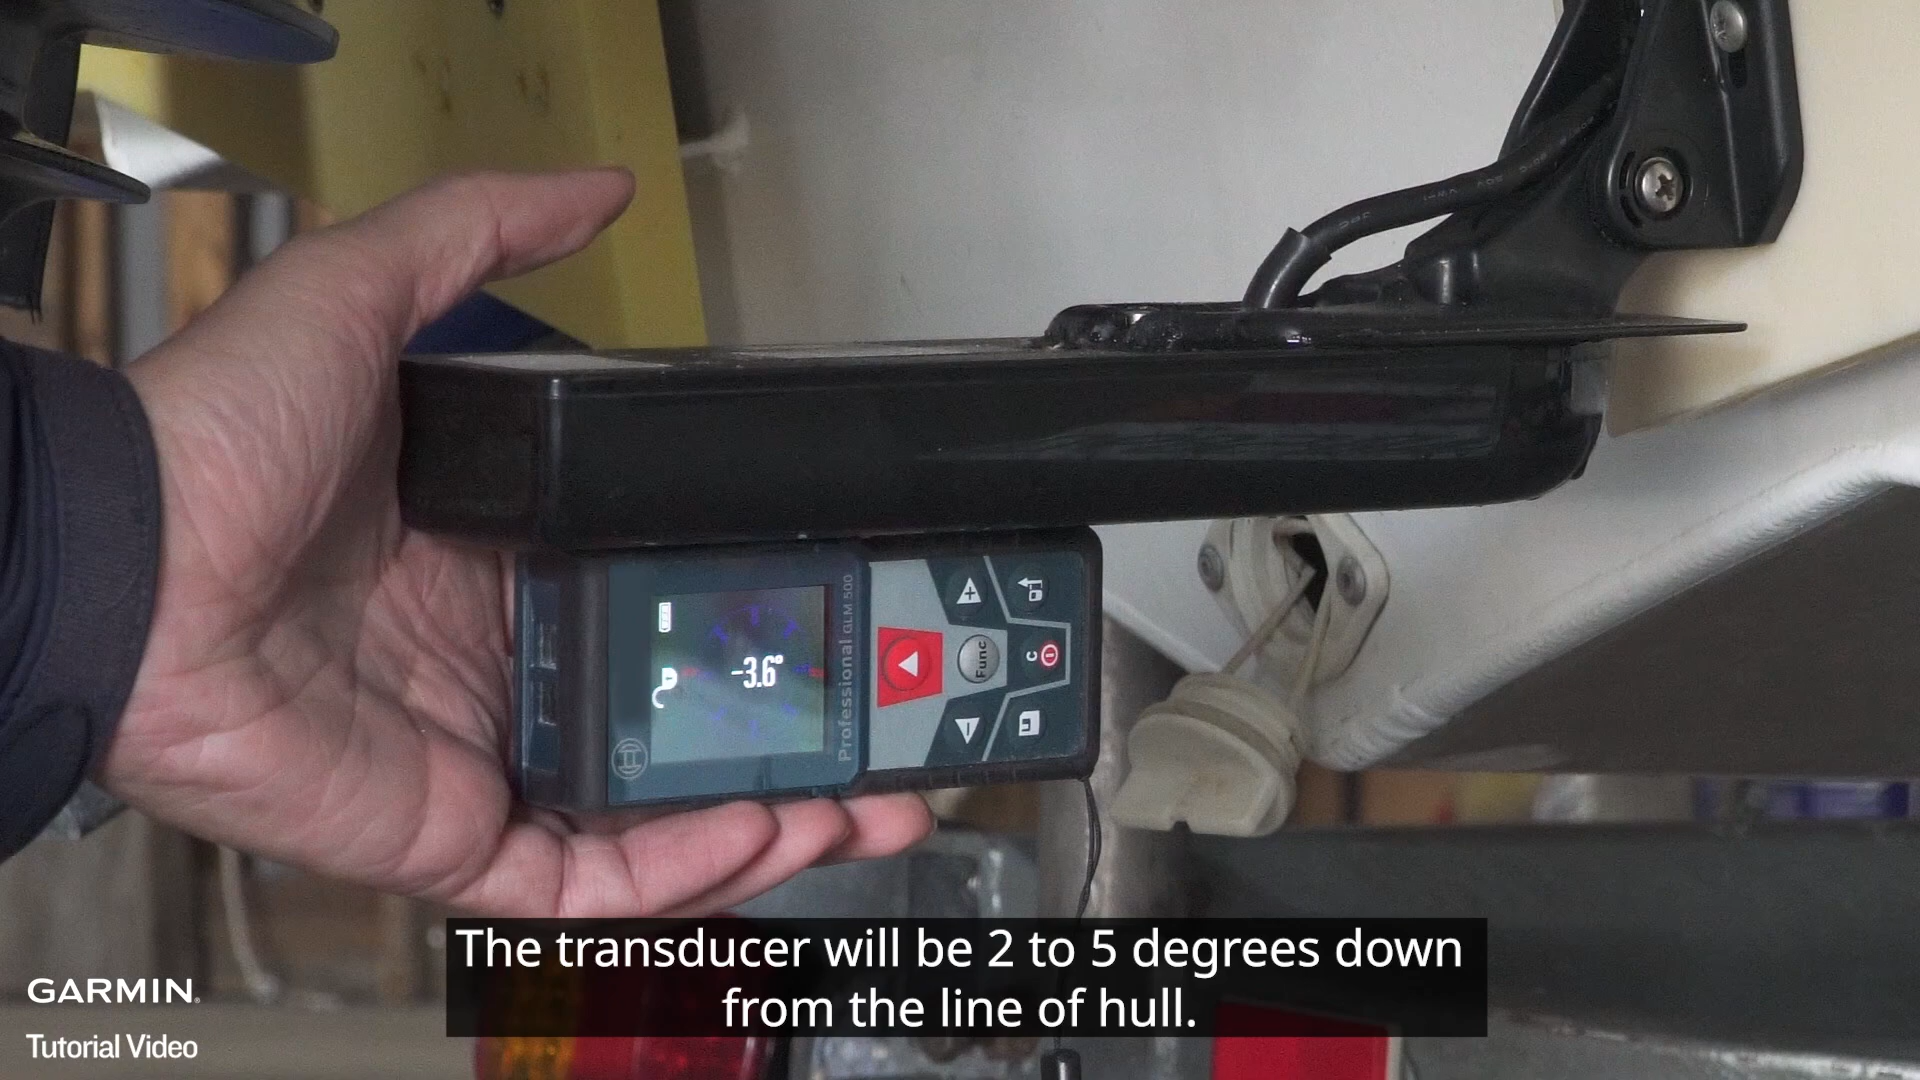 -3.6°
Professional GLM 500
Func
C
GARMIN
Tutorial Video
The transducer will be 2 to 5 degrees down
from the line of hull.